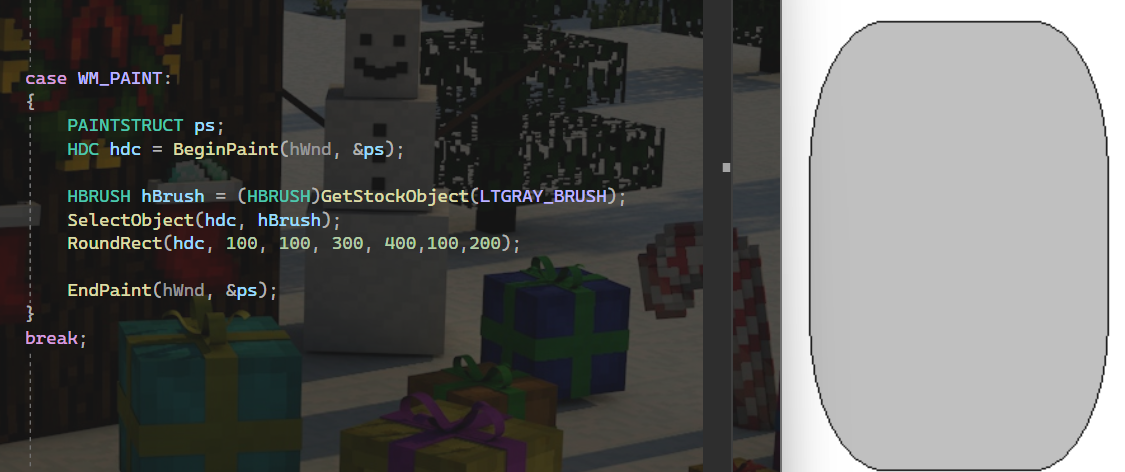 case WM_PAINT:
{
PAINTSTRUCT ps;
HDC hdc = BeginPaint(hWnd, &ps);
HBRUSH hBrush = (HBRUSH)GetStockObject(LTGRAY_BRUSH);
SelectObject(hdc, hBrush);
RoundRect(hdc, 100, 100, 300, 400,100,200);
EndPaint(hWnd, &ps);
}
break;